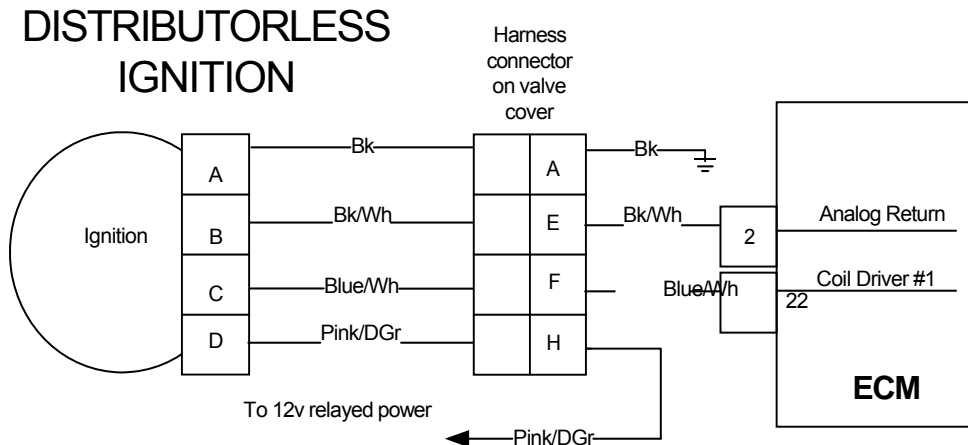 DISTRIBUTORLESS
IGNITION
Harness
connector
on valve
cover
Ignition
A
B
C
D
Bk
Bk/Wh
Blue/Wh
Pink/DGr
A
E
F
H
Bk
Bk/Wh
Blue/Wh
2
22
Analog Return
Coil Driver #1
ECM
To 12v relayed power
Pink/DGr